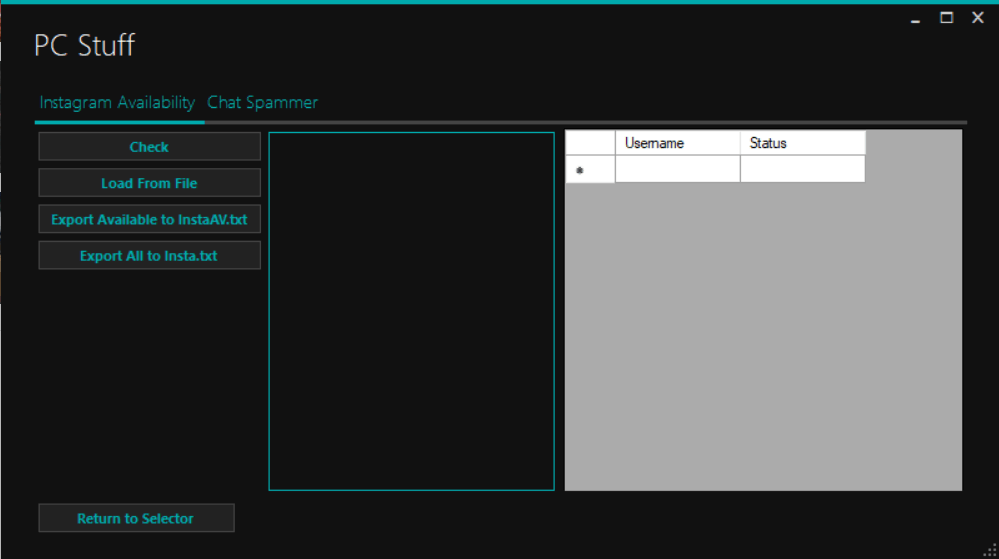 PC Stuff
Instagram Availability Chat Spammer
Check
Load From File
Export Available to InstaAV.txt
Export All to Insta.txt
Username Status
Return to Selector